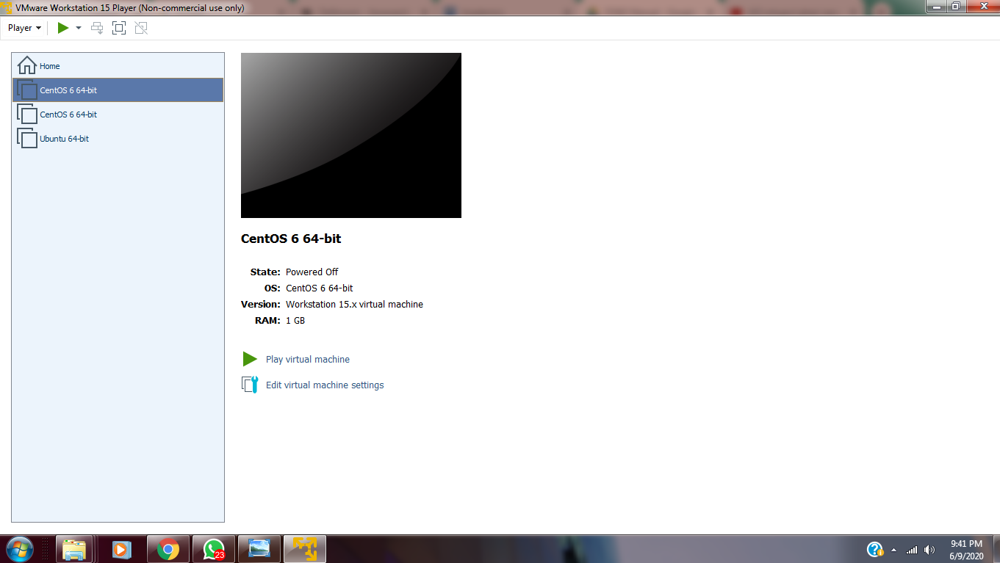 VMware Workstation 15 Player (Non-commercial use only)
Player
Home
CentOS 6 64-bit
CentOS 6 64-bit
Ubuntu 64-bit
CentOS 6 64-bit
State: Powered Off
OS: CentOS 6 64-bit
Version: Workstation 15.x virtual machine
RAM: 1 GB
Play virtual machine
Edit virtual machine settings
23
9:41 PM
6/9/2020